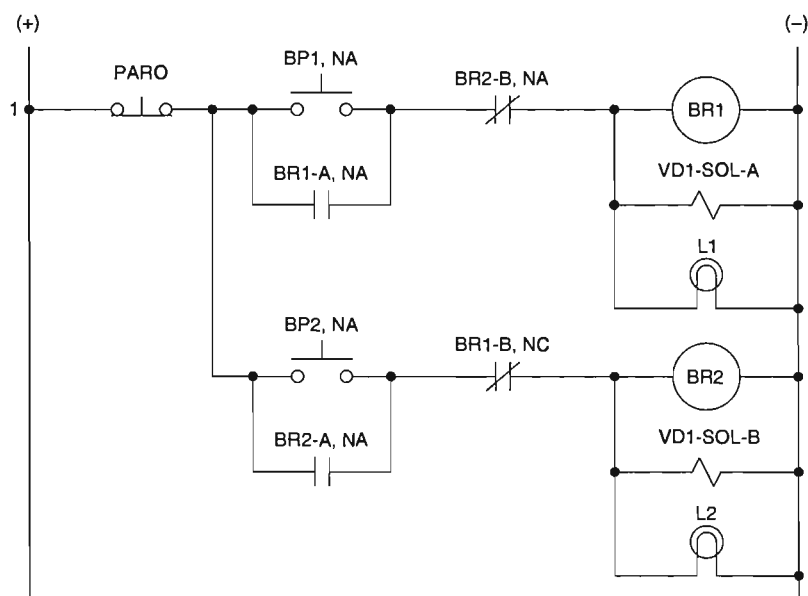 (+)
(–)
PARO
BP1, NA
BR2-B, NA
1
BR1
BR1-A, NA
VD1-SOL-A
L1
BP2, NA
BR1-B, NC
BR2
BR2-A, NA
VD1-SOL-B
L2